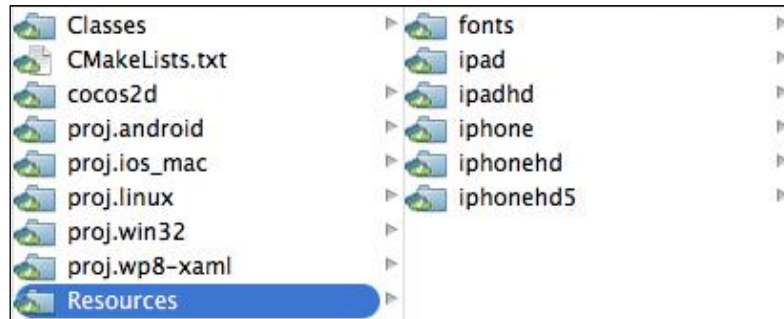 Classes
CMakeLists.txt
cocos2d
proj.android
proj.ios_mac
proj.linux
proj.win32
proj.wp8-xaml
Resources
fonts
ipad
ipadhd
iphone
iphonehd
iphonehd5